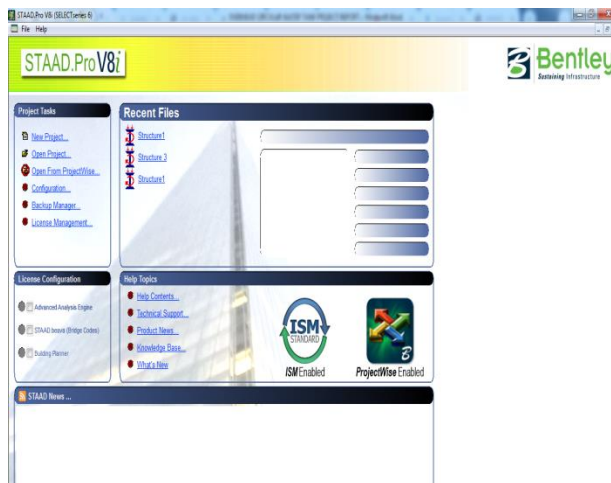 STAAD.Pro V8i (SELECTseries 6)
File Help
STAAD.Pro V8i
Bentley
Sustaining Infrastructure
Project Tasks
New Project...
Open Project...
Open From ProjectWise...
Configuration...
Backup Manager...
License Management...
Recent Files
Structure1
Structure 3
Structure1
License Configuration
Advanced Analysis Engine
STAAD.beava (Bridge Codes)
Building Planner
Help Topics
Help Contents...
Technical Support...
Product News...
Knowledge Base...
What's New
ISM
STANDARD
ISM Enabled
B
ProjectWise Enabled
STAAD News ...